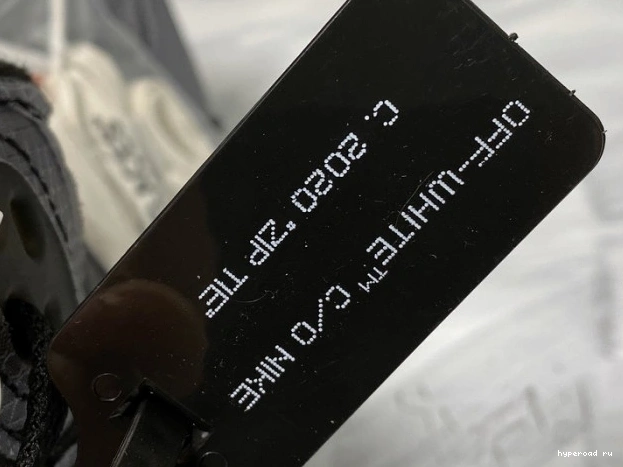 OFF-WHITE™ C/O NIKE
C. 2020 "ZIP TIE"
hyperoad ru